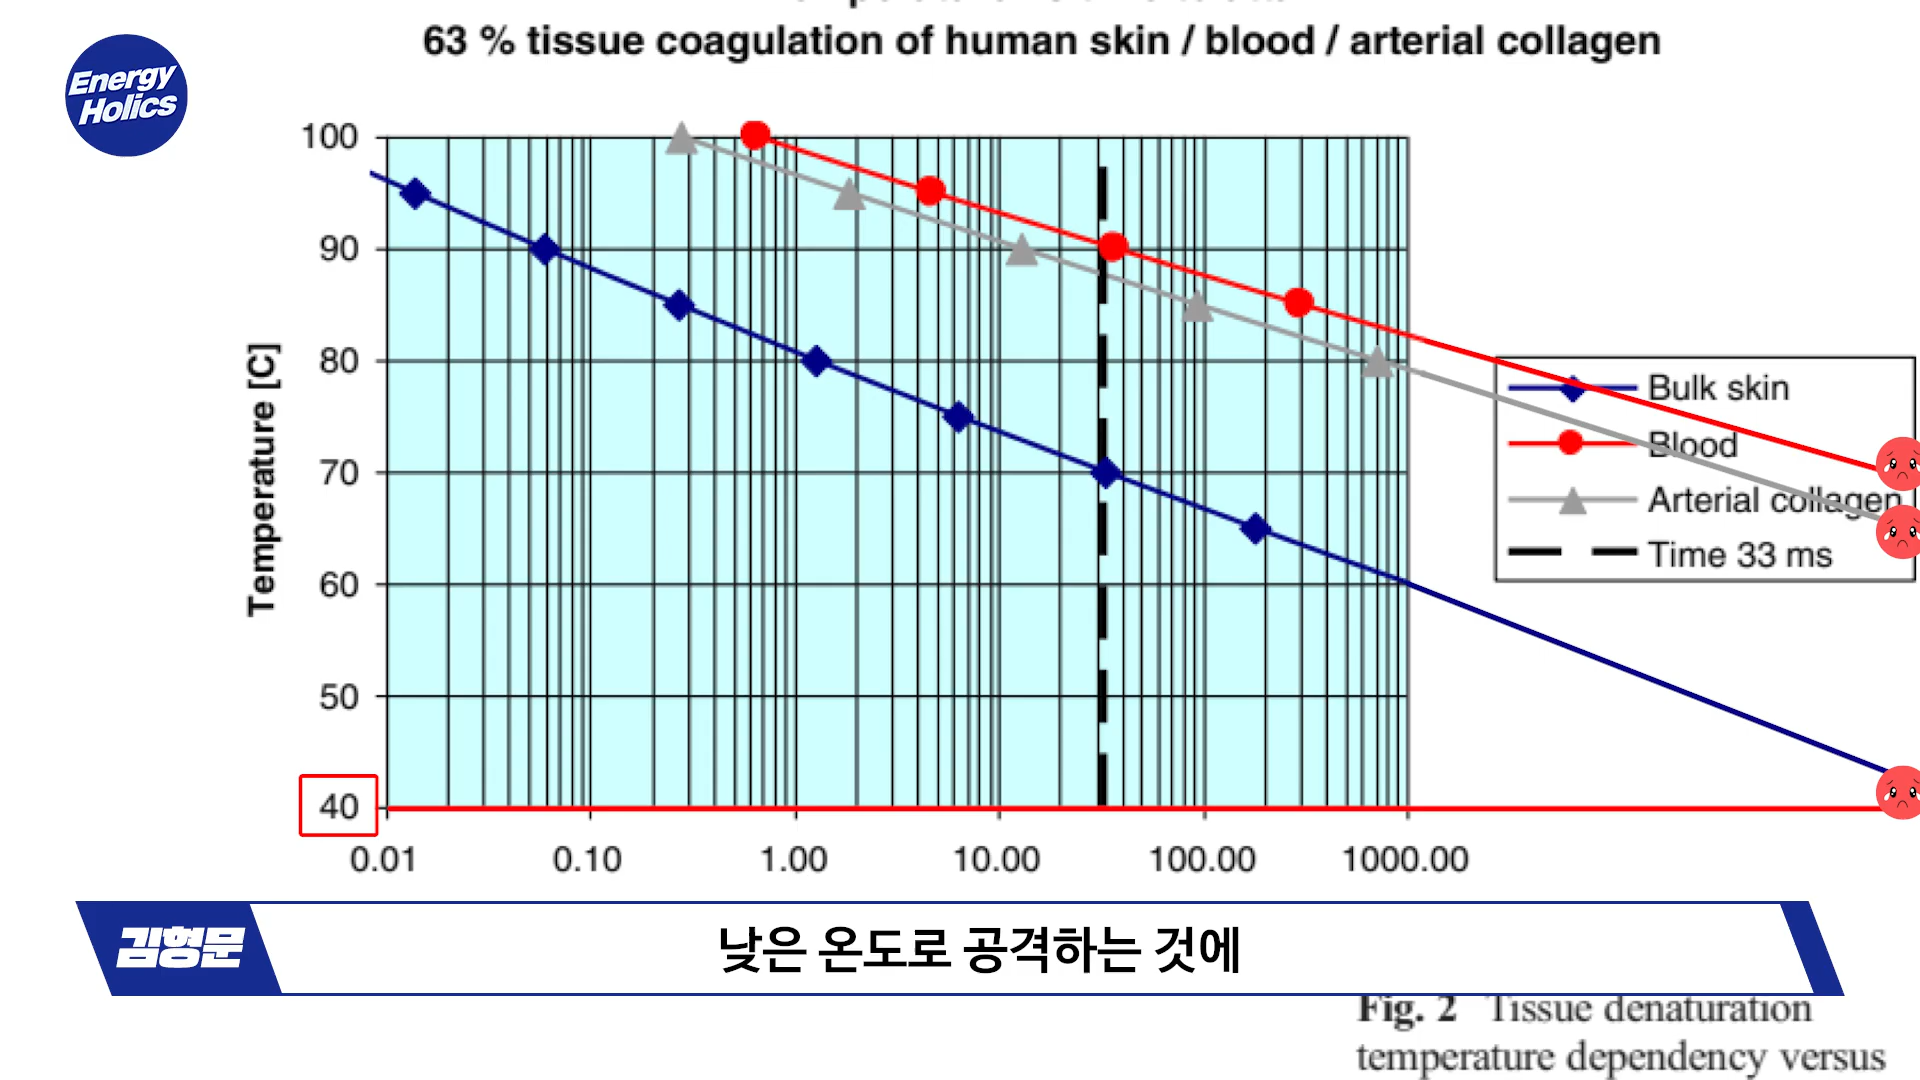 63 % tissue coagulation of human skin / blood / arterial collagen
Energy
Holics
100
90
80
70
60
50
40
Temperature [C]
0.01 0.10 1.00 10.00 100.00 1000.00
Bulk skin
Blood
Arterial collagen
Time 33 ms
김형문
낮은 온도로 공격하는 것에
Fig. 2 Tissue denaturation
temperature dependency versus